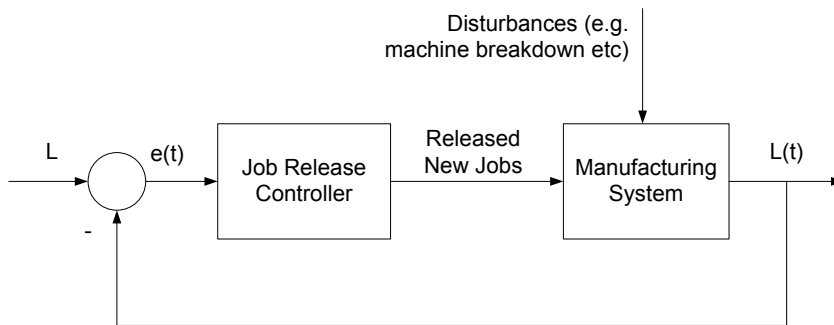 Disturbances (e.g.
machine breakdown etc)
L
e(t)
Job Release
Controller
Released
New Jobs
Manufacturing
System
L(t)
-